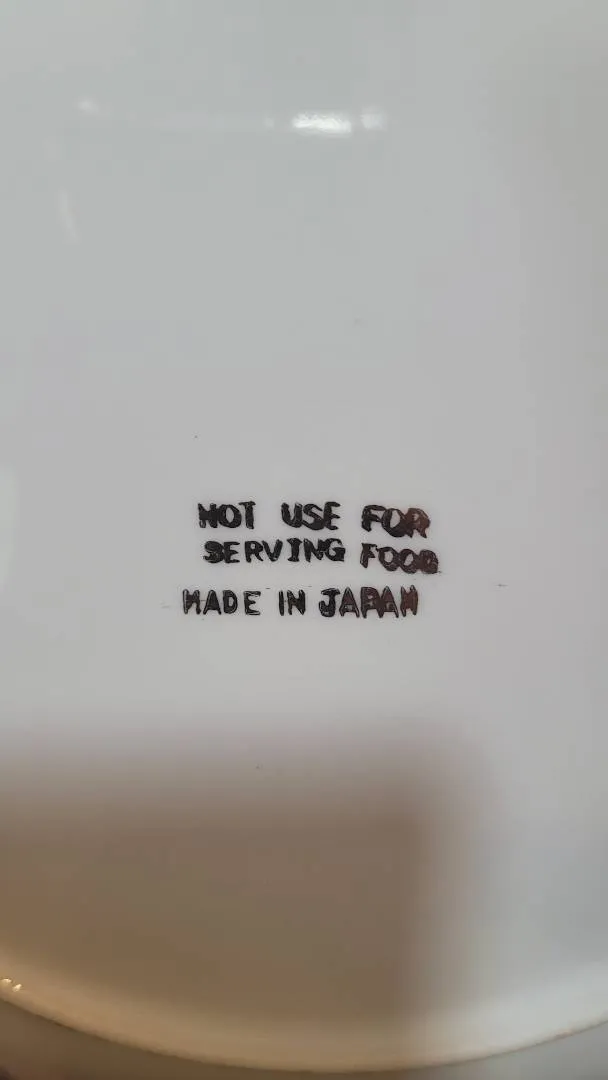 NOT USE FOR
SERVING FOOD
MADE IN JAPAN